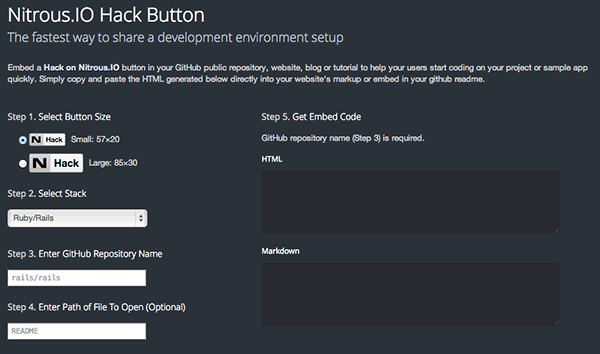 Nitrous.IO Hack Button
The fastest way to share a development environment setup
Embed a Hack on Nitrous.IO button in your GitHub public repository, website, blog or tutorial to help your users start coding on your project or sample app
quickly. Simply copy and paste the HTML generated below directly into your website's markup or embed in your github readme.
Step 1. Select Button Size
N Hack Small: 57×20
N Hack Large: 85×30
Step 2. Select Stack
Ruby/Rails
Step 3. Enter GitHub Repository Name
rails/rails
Step 4. Enter Path of File To Open (Optional)
README
Step 5. Get Embed Code
GitHub repository name (Step 3) is required.
HTML
Markdown